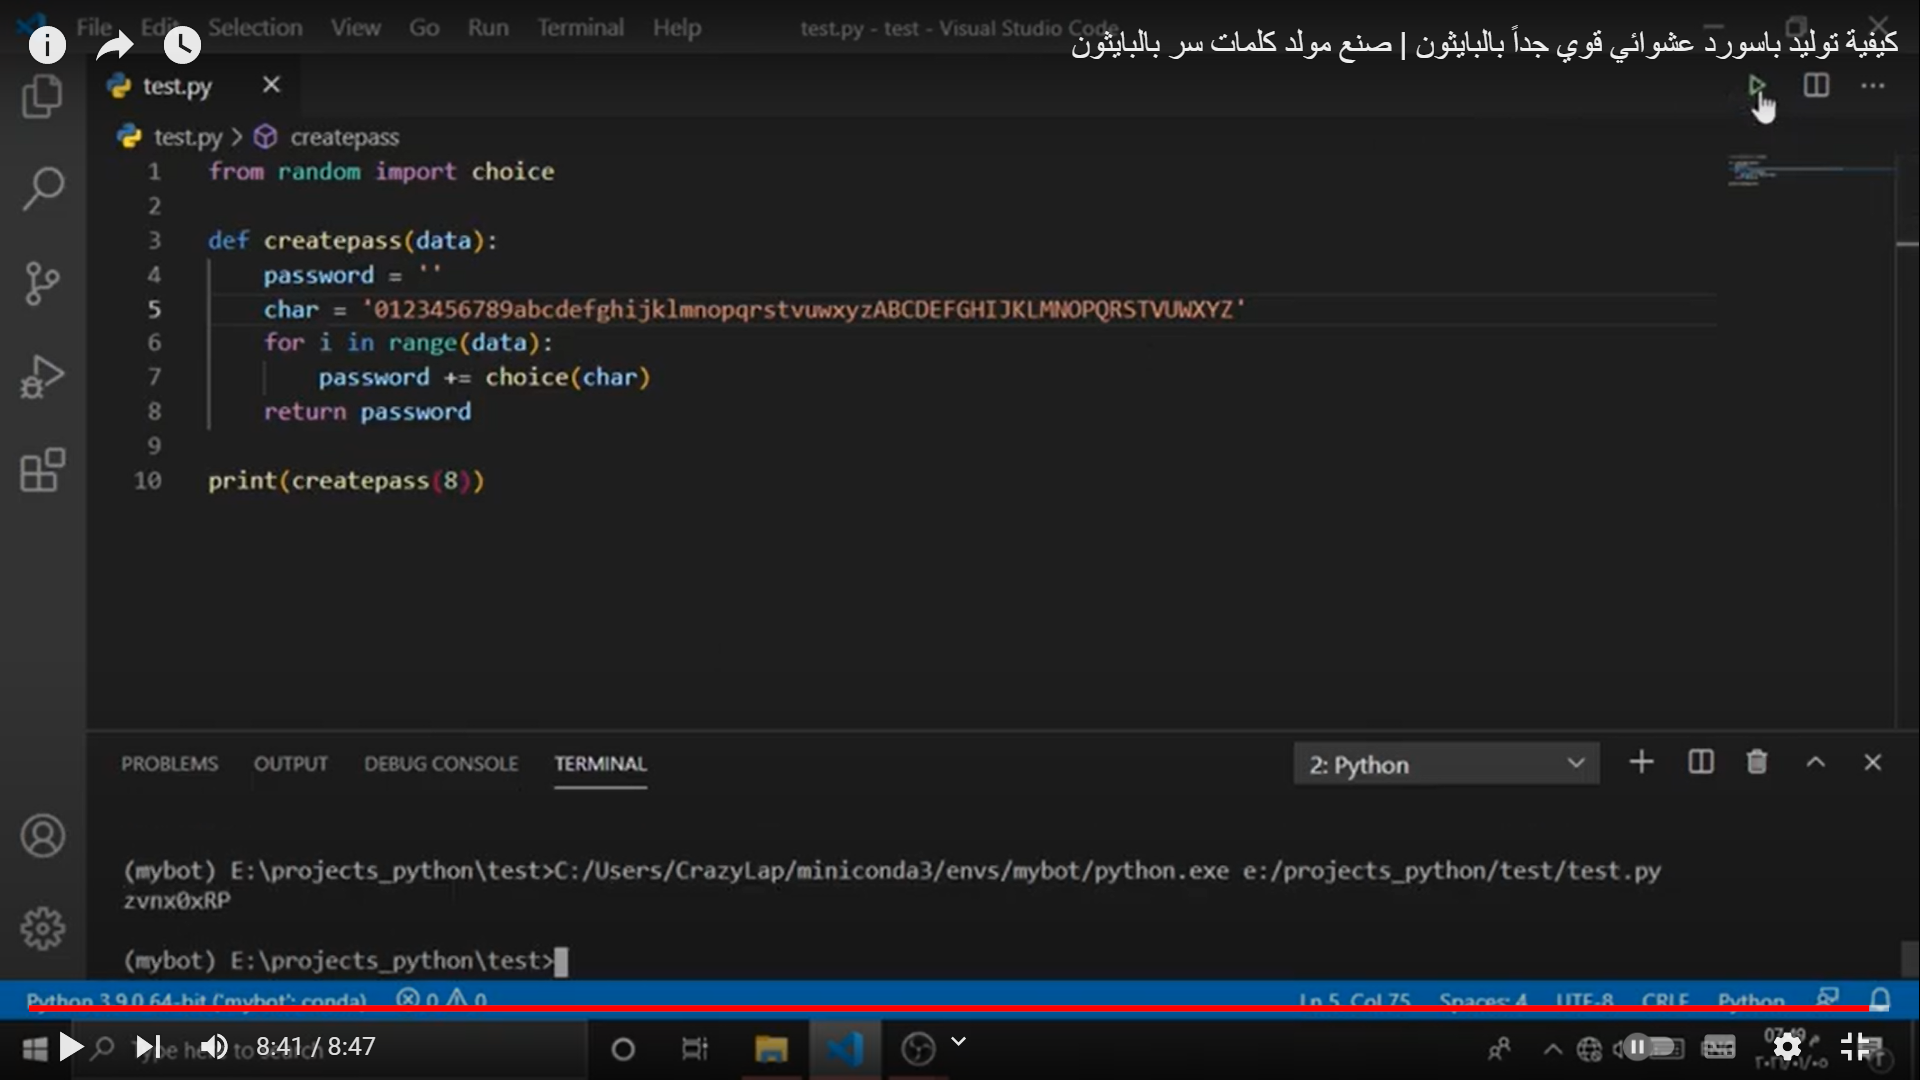 File Edit Selection View Go Run Terminal Help
test.py - test - Visual Studio Code
كيفية توليد باسورد عشوائي قوي جداً بالبايثون | صنع مولد كلمات سر بالبايثون
test.py
test.py > createpass
1 from random import choice
2
3 def createpass(data):
4 password = ''
5 char = '0123456789abcdefghijklmnopqrstvuwxyzABCDEFGHIJKLMNOPQRSTVUWXYZ'
6 for i in range(data):
7 password += choice(char)
8 return password
9
10 print(createpass(8))
PROBLEMS OUTPUT DEBUG CONSOLE TERMINAL
2: Python
(mybot) E:\projects_python\test>C:/Users/CrazyLap/miniconda3/envs/mybot/python.exe e:/projects_python/test/test.py
zvnx0xRP
(mybot) E:\projects_python\test>
Python 3.9.0 64-bit ('mybot': conda) 0 0
Ln 5, Col 75 Spaces: 4 UTF-8 CRLF Python
Type here to search
8:41 / 8:47